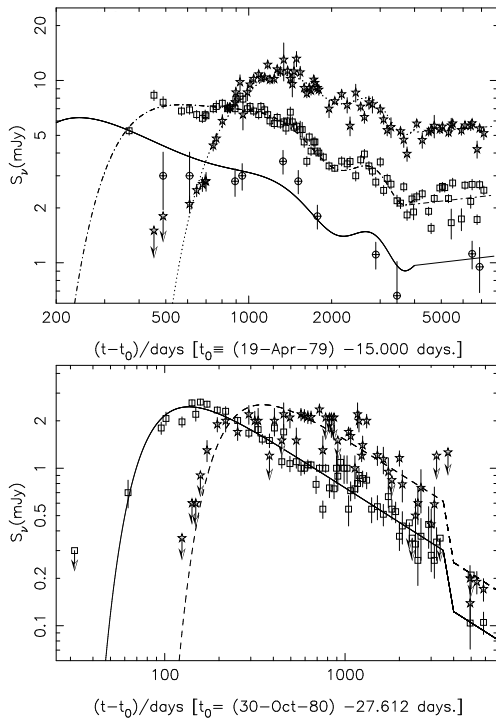 20
10
5
2
1
S_ν(mJy)
200 500 1000 2000 5000
(t−t₀)/days [t₀≡ (19-Apr-79) −15.000 days.]
2
1
0.5
0.2
0.1
S_ν(mJy)
100 1000
(t−t₀)/days [t₀= (30-Oct-80) −27.612 days.]